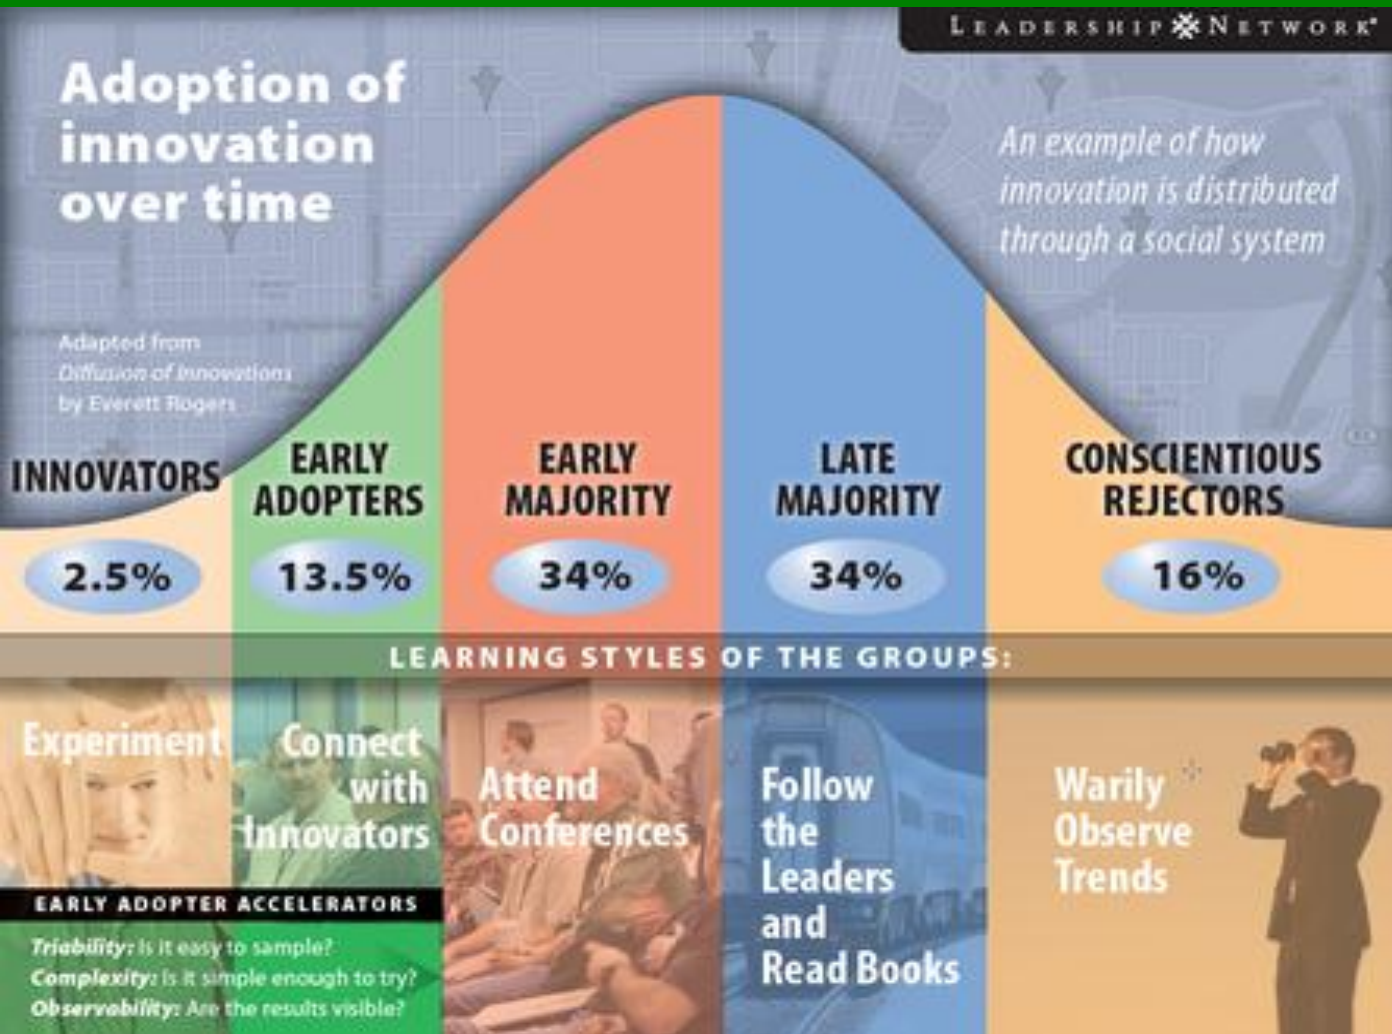 LEADERSHIP NETWORK®
Adoption of
innovation
over time
An example of how
innovation is distributed
through a social system
Adapted from
Diffusion of Innovations
by Everett Rogers
INNOVATORS
2.5%
EARLY
ADOPTERS
13.5%
EARLY
MAJORITY
34%
LATE
MAJORITY
34%
CONSCIENTIOUS
REJECTORS
16%
LEARNING STYLES OF THE GROUPS:
Experiment
Connect
with
Innovators
Attend
Conferences
Follow
the
Leaders
and
Read Books
Warily
Observe
Trends
EARLY ADOPTER ACCELERATORS
Triability: Is it easy to sample?
Complexity: Is it simple enough to try?
Observability: Are the results visible?